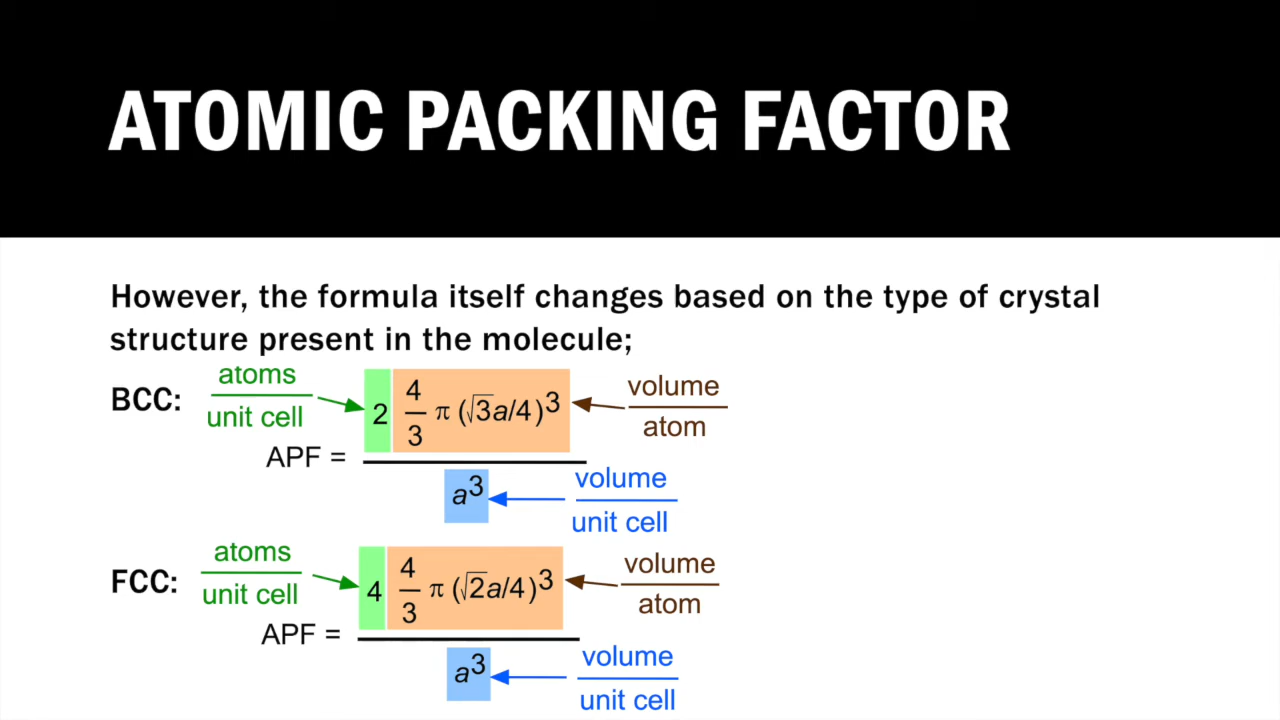 ATOMIC PACKING FACTOR
However, the formula itself changes based on the type of crystal
structure present in the molecule;
BCC:
atoms
unit cell
APF =
2 4/3 π (√3a/4)³
a³
volume
atom
volume
unit cell
FCC:
atoms
unit cell
APF =
4 4/3 π (√2a/4)³
a³
volume
atom
volume
unit cell